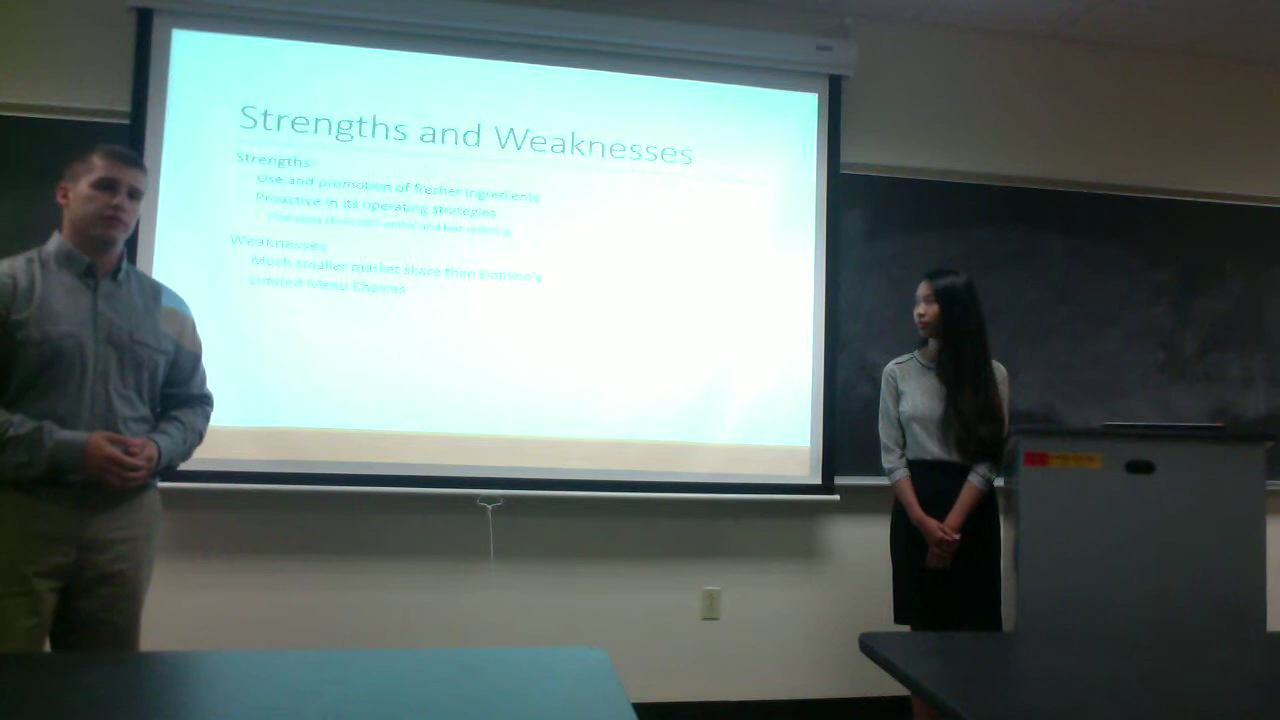 Strengths and Weaknesses
Strengths:
Use and promotion of fresher ingredients
Proactive in its operating strategies
and
Weaknesses
Much smaller market share than Domino's
Limited Menu Choices